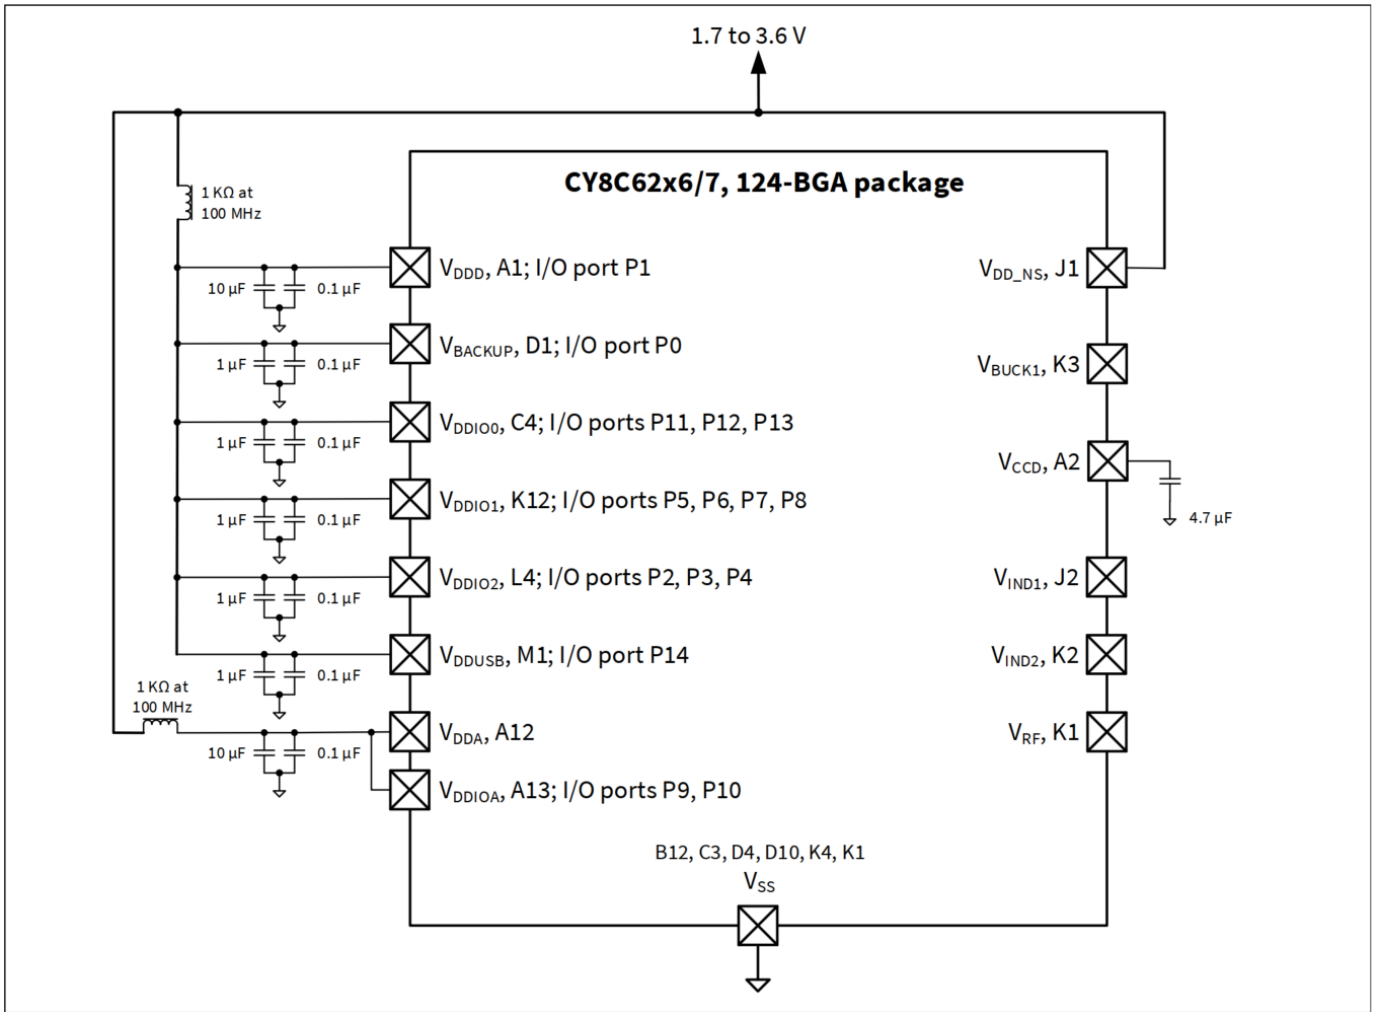 1.7 to 3.6 V
CY8C62x6/7, 124-BGA package
1 KΩ at
100 MHz
VDDD, A1; I/O port P1
10 µF
0.1 µF
VBACKUP, D1; I/O port P0
1 µF
0.1 µF
VDDIO0, C4; I/O ports P11, P12, P13
1 µF
0.1 µF
VDDIO1, K12; I/O ports P5, P6, P7, P8
1 µF
0.1 µF
VDDIO2, L4; I/O ports P2, P3, P4
1 µF
0.1 µF
VDDUSB, M1; I/O port P14
1 µF
0.1 µF
1 KΩ at
100 MHz
VDDA, A12
10 µF
0.1 µF
VDDIOA, A13; I/O ports P9, P10
VDD_NS, J1
VBUCK1, K3
VCCD, A2
4.7 µF
VIND1, J2
VIND2, K2
VRF, K1
B12, C3, D4, D10, K4, K1
VSS